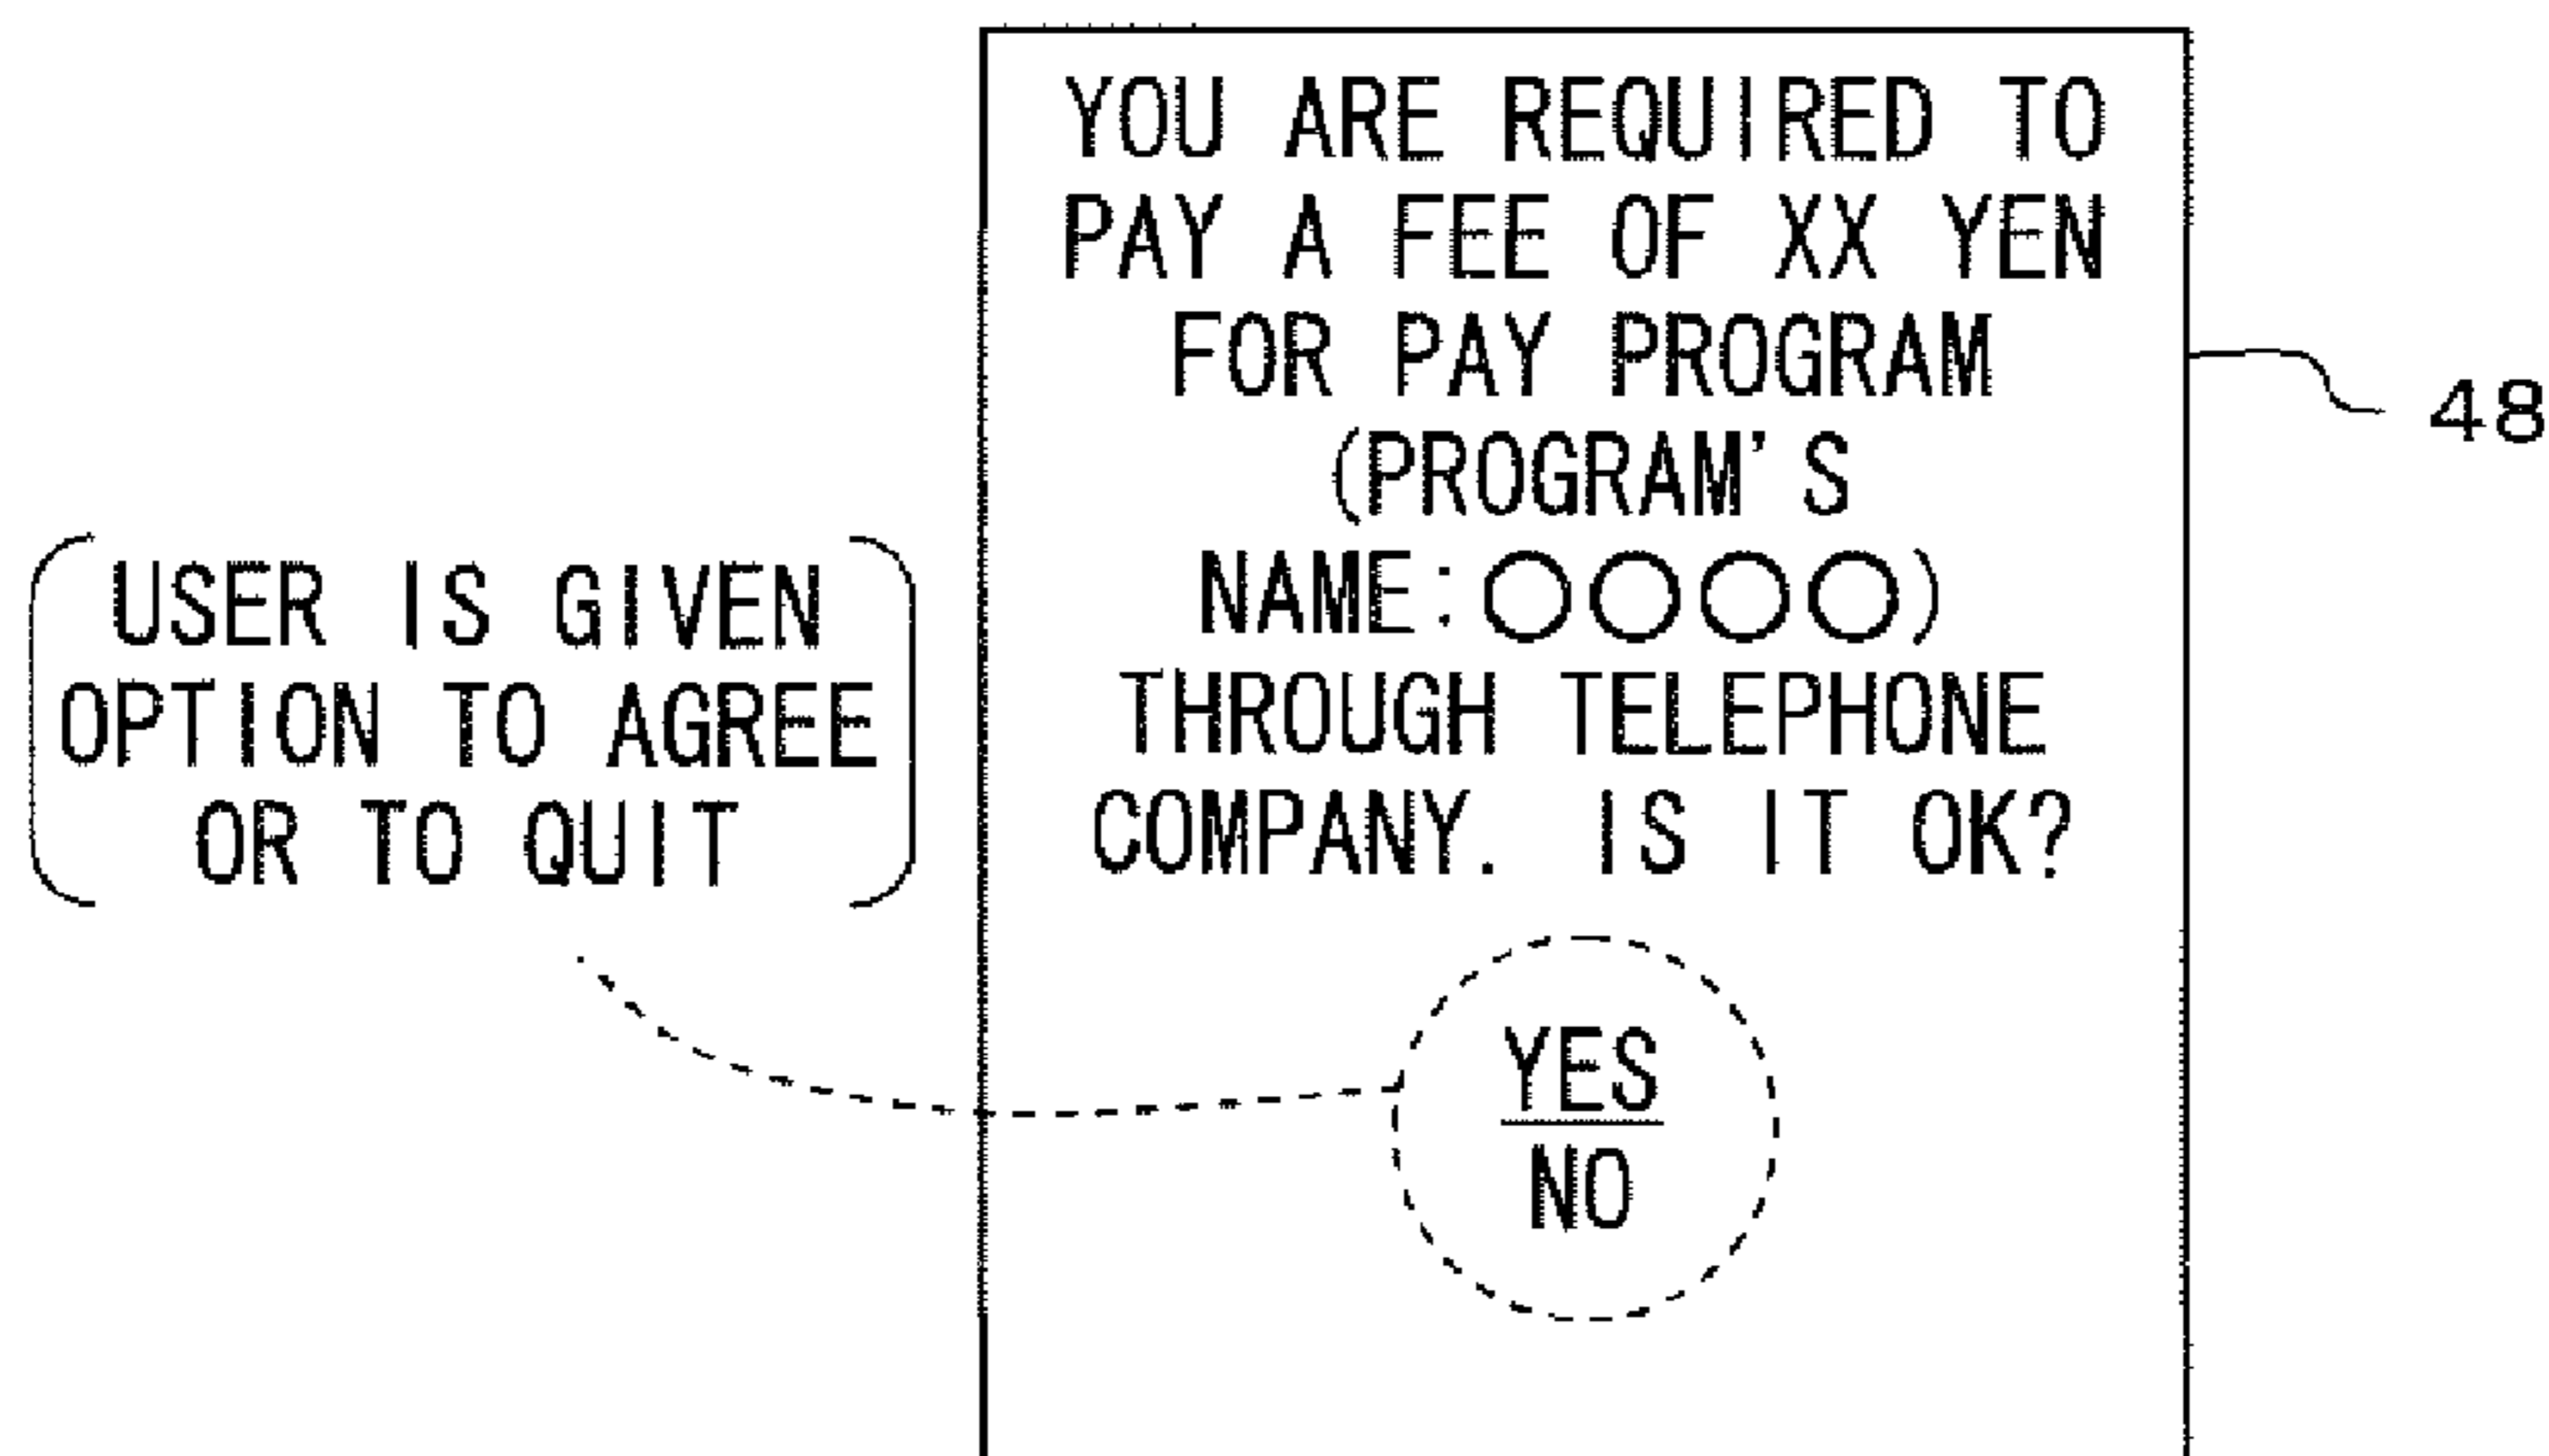 YOU ARE REQUIRED TO
PAY A FEE OF XX YEN
FOR PAY PROGRAM
(PROGRAM'S
NAME:○○○○)
THROUGH TELEPHONE
COMPANY. IS IT OK?
YES
NO
48
USER IS GIVEN
OPTION TO AGREE
OR TO QUIT